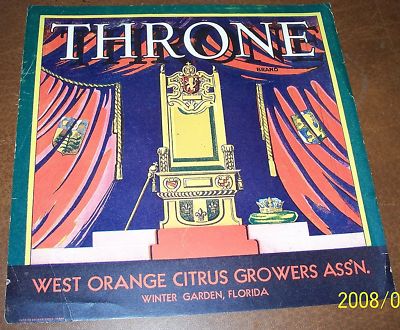 THRONE
BRAND
WEST ORANGE CITRUS GROWERS ASS'N.
WINTER GARDEN, FLORIDA
2008/0